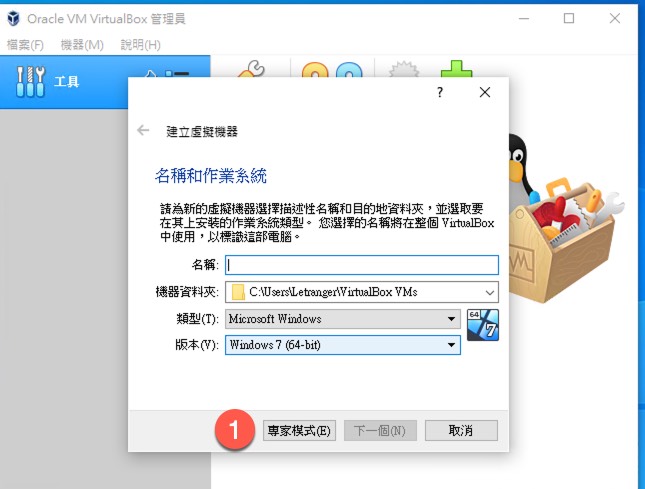 Oracle VM VirtualBox 管理員
檔案(F) 機器(M) 說明(H)
工具
?
建立虛擬機器
名稱和作業系統
請為新的虛擬機器選擇描述性名稱和目的地資料夾，並選取要
在其上安裝的作業系統類型。 您選擇的名稱將在整個 VirtualBox
中使用，以標識這部電腦。
名稱:
機器資料夾: C:\Users\Letranger\VirtualBox VMs
類型(T): Microsoft Windows
64
7
版本(V): Windows 7 (64-bit)
1 專家模式(E) 下一個(N) 取消